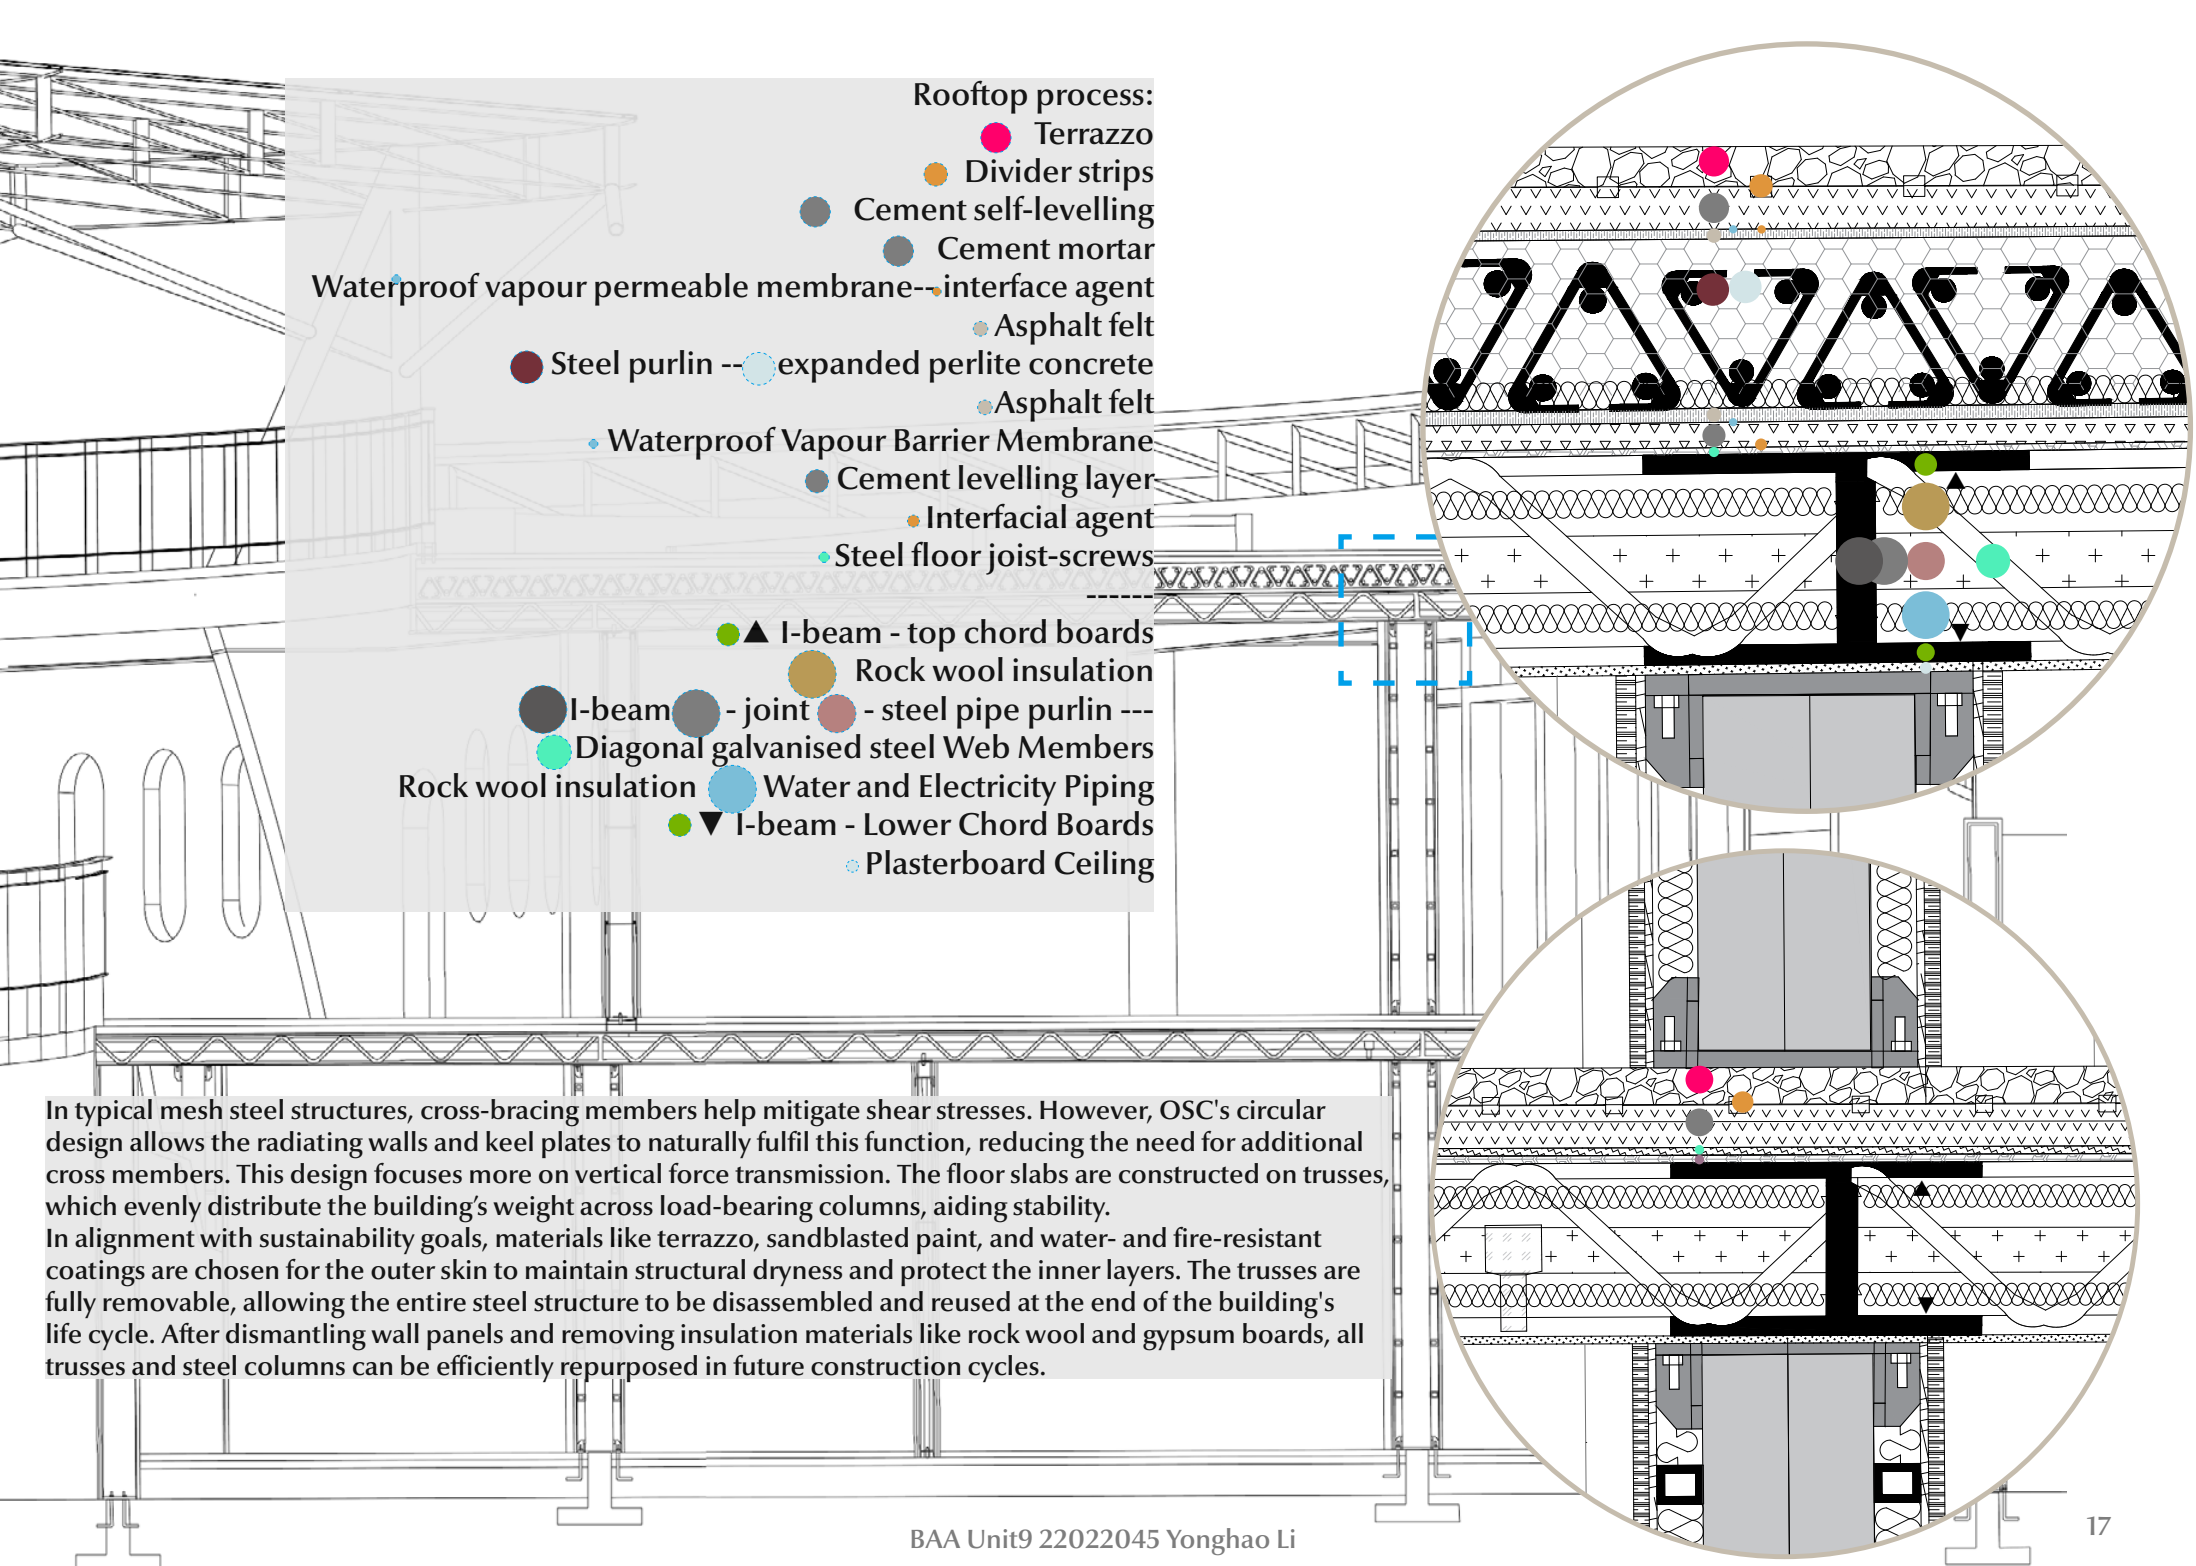 Rooftop process:
Terrazzo
Divider strips
Cement self-levelling
Cement mortar
Waterproof vapour permeable membrane-- interface agent
Asphalt felt
Steel purlin -- expanded perlite concrete
Asphalt felt
Waterproof Vapour Barrier Membrane
Cement levelling layer
Interfacial agent
Steel floor joist-screws
------
▲ I-beam - top chord boards
Rock wool insulation
I-beam - joint - steel pipe purlin ---
Diagonal galvanised steel Web Members
Rock wool insulation Water and Electricity Piping
▼ I-beam - Lower Chord Boards
Plasterboard Ceiling
In typical mesh steel structures, cross-bracing members help mitigate shear stresses. However, OSC's circular
design allows the radiating walls and keel plates to naturally fulfil this function, reducing the need for additional
cross members. This design focuses more on vertical force transmission. The floor slabs are constructed on trusses,
which evenly distribute the building’s weight across load-bearing columns, aiding stability.
In alignment with sustainability goals, materials like terrazzo, sandblasted paint, and water- and fire-resistant
coatings are chosen for the outer skin to maintain structural dryness and protect the inner layers. The trusses are
fully removable, allowing the entire steel structure to be disassembled and reused at the end of the building's
life cycle. After dismantling wall panels and removing insulation materials like rock wool and gypsum boards, all
trusses and steel columns can be efficiently repurposed in future construction cycles.
BAA Unit9 22022045 Yonghao Li
17